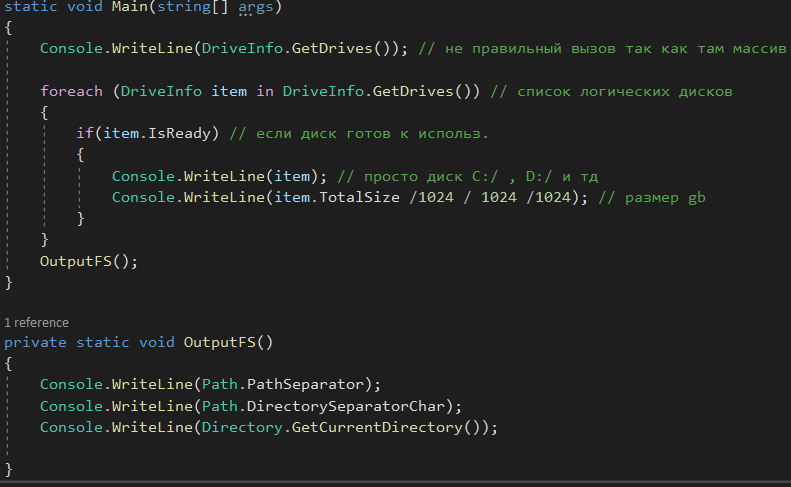 static void Main(string[] args)
{
Console.WriteLine(DriveInfo.GetDrives()); // не правильный вызов так как там массив
foreach (DriveInfo item in DriveInfo.GetDrives()) // список логических дисков
{
if(item.IsReady) // если диск готов к использ.
{
Console.WriteLine(item); // просто диск C:/ , D:/ и тд
Console.WriteLine(item.TotalSize /1024 / 1024 /1024); // размер gb
}
}
OutputFS();
}
1 reference
private static void OutputFS()
{
Console.WriteLine(Path.PathSeparator);
Console.WriteLine(Path.DirectorySeparatorChar);
Console.WriteLine(Directory.GetCurrentDirectory());
}